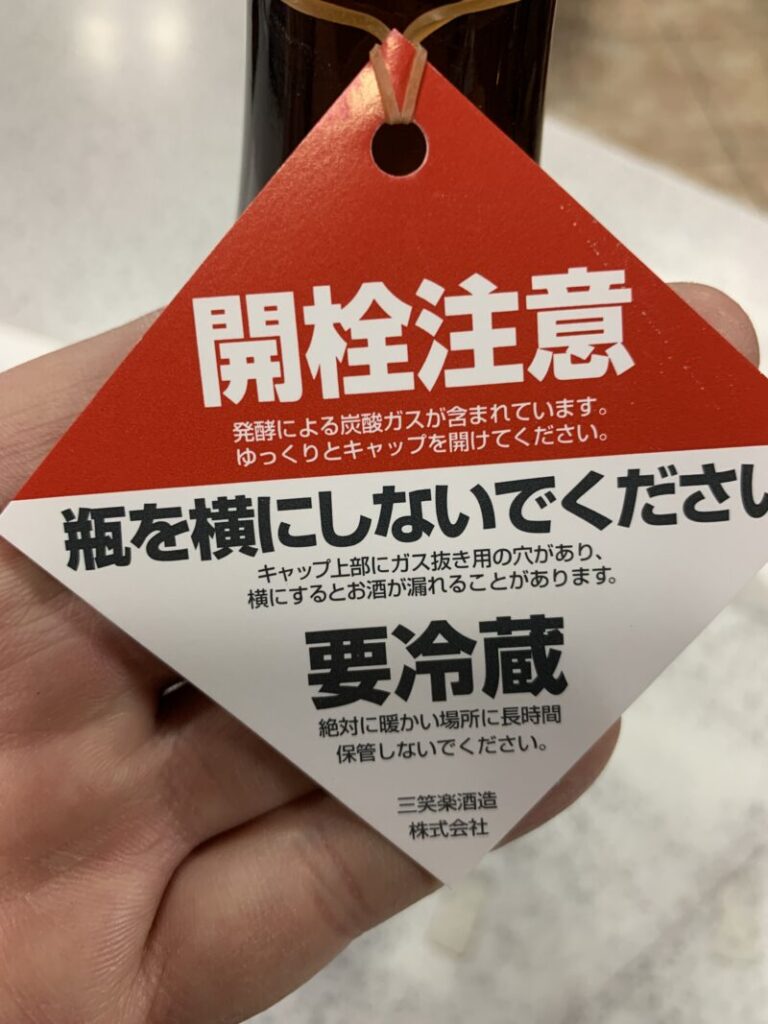 開栓注意
発酵による炭酸ガスが含まれています。
ゆっくりとキャップを開けてください。
瓶を横にしないでください
キャップ上部にガス抜き用の穴があり、
横にするとお酒が漏れることがあります。
要冷蔵
絶対に暖かい場所に長時間
保管しないでください。
三笑楽酒造
株式会社